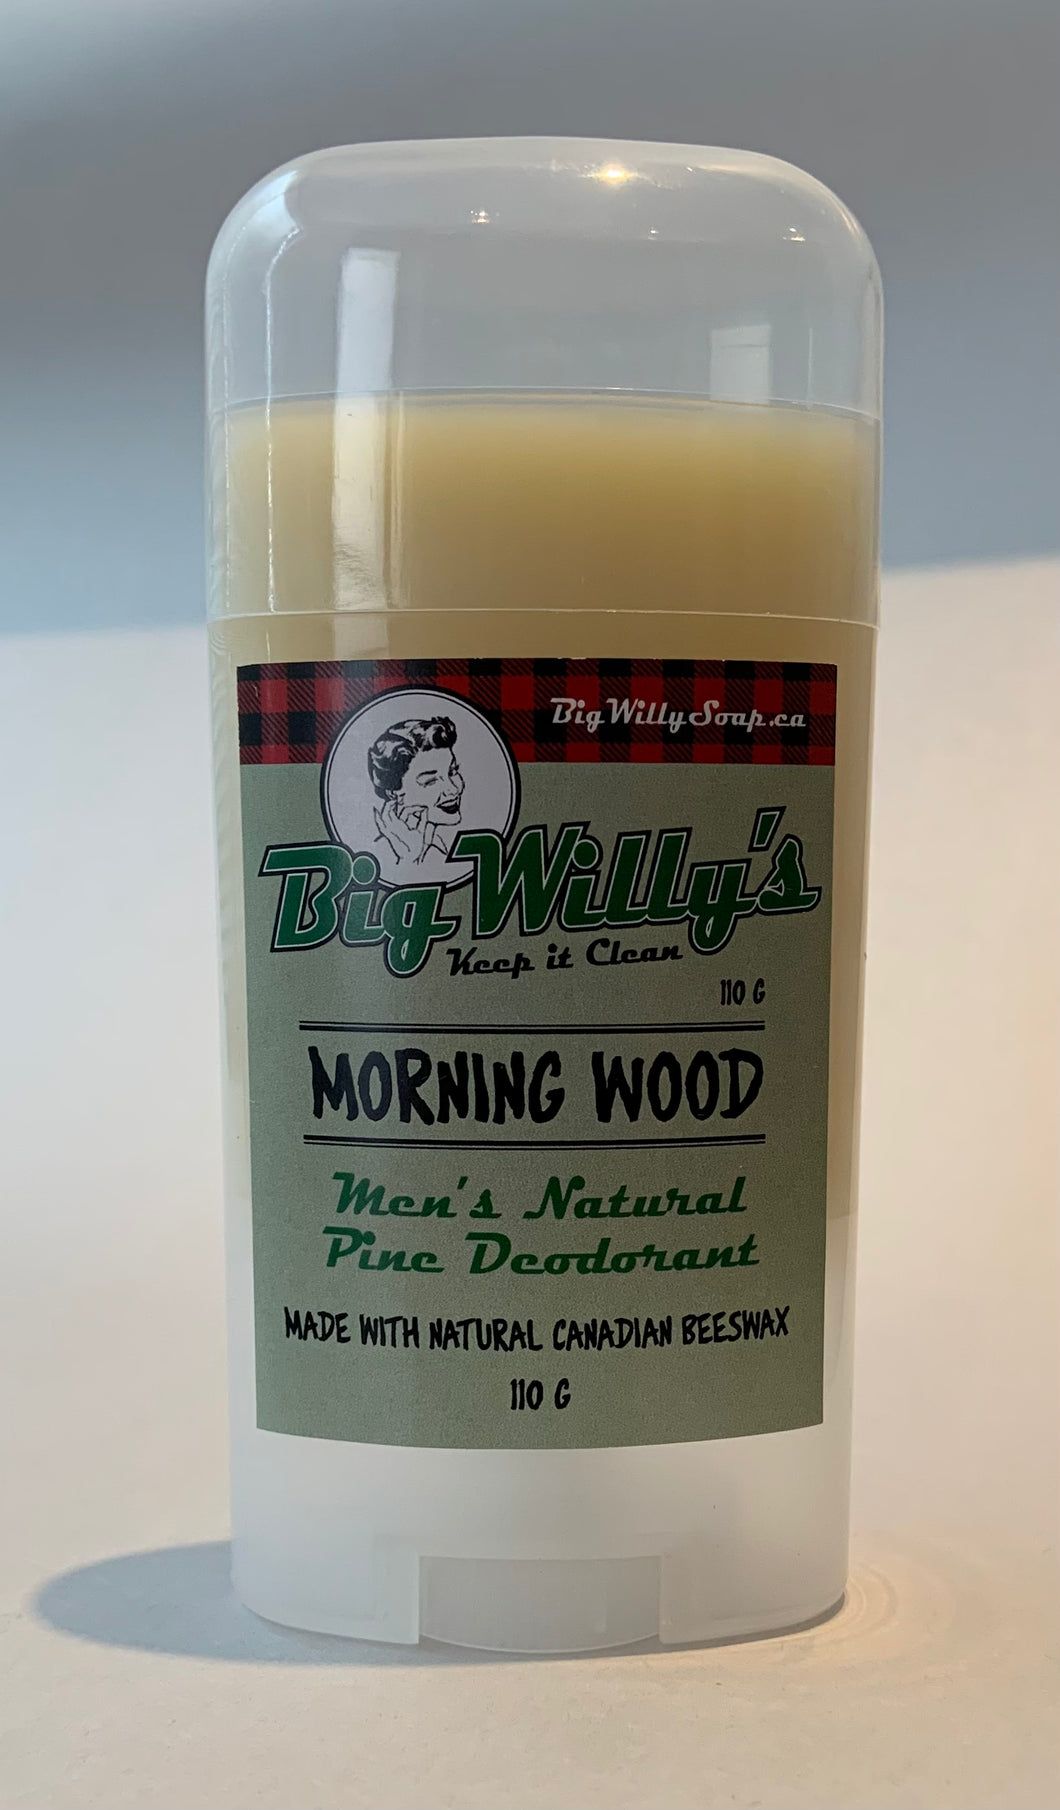 BigWillySoap.ca
Big Willy's
Keep it Clean
110 G
MORNING WOOD
Men's Natural
Pine Deodorant
MADE WITH NATURAL CANADIAN BEESWAX
110 G